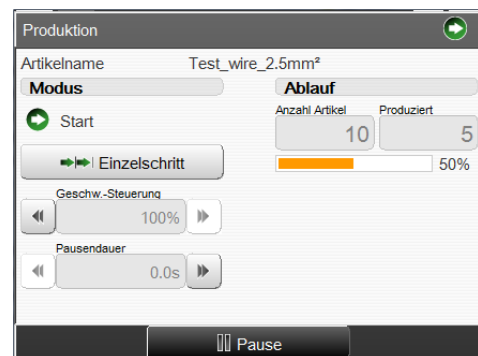 Produktion
Artikelname Test_wire_2.5mm²
Modus
Start
Einzelschritt
Geschw.-Steuerung
100%
Pausendauer
0.0s
Ablauf
Anzahl Artikel Produziert
10 5
50%
Pause